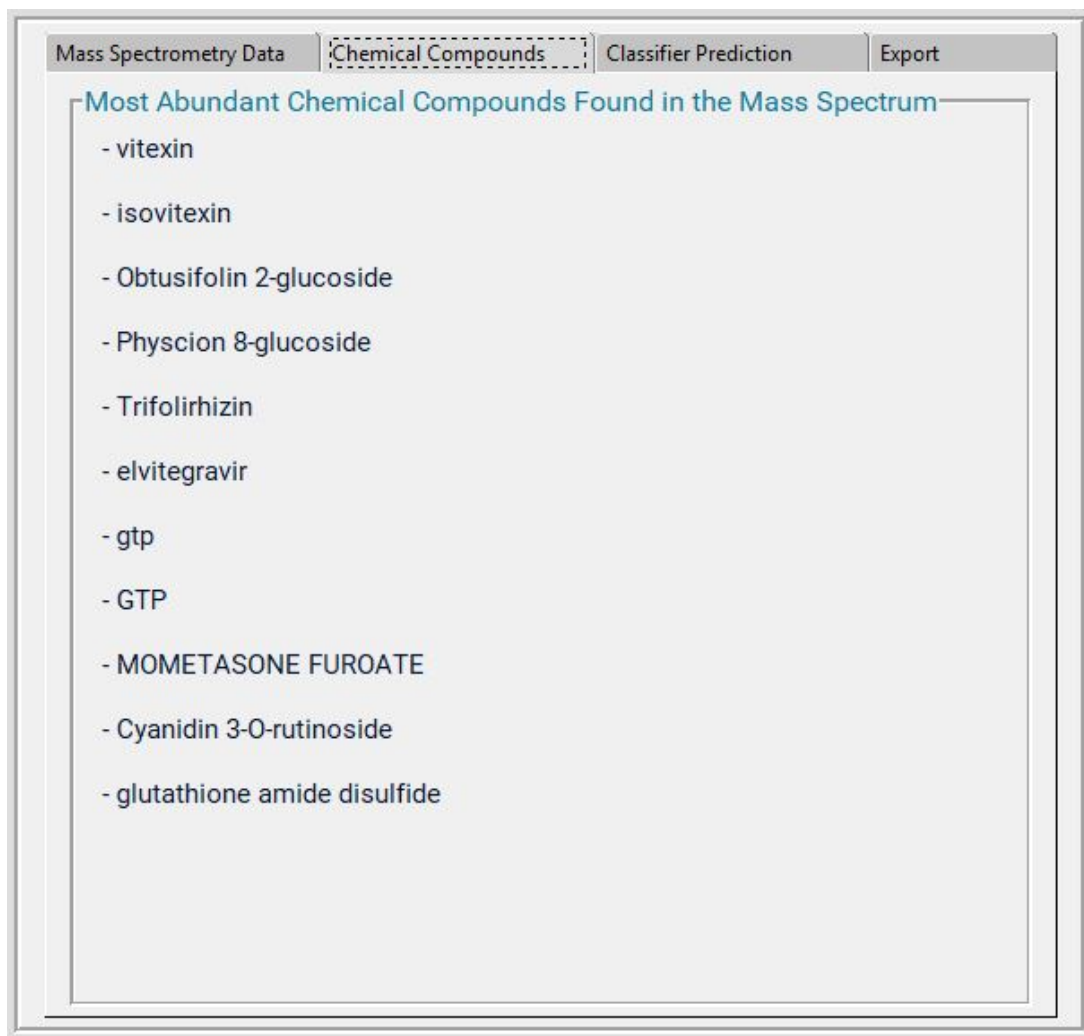 Mass Spectrometry Data Chemical Compounds Classifier Prediction Export
Most Abundant Chemical Compounds Found in the Mass Spectrum
- vitexin
- isovitexin
- Obtusifolin 2-glucoside
- Physcion 8-glucoside
- Trifolirhizin
- elvitegravir
- gtp
- GTP
- MOMETASONE FUROATE
- Cyanidin 3-O-rutinoside
- glutathione amide disulfide